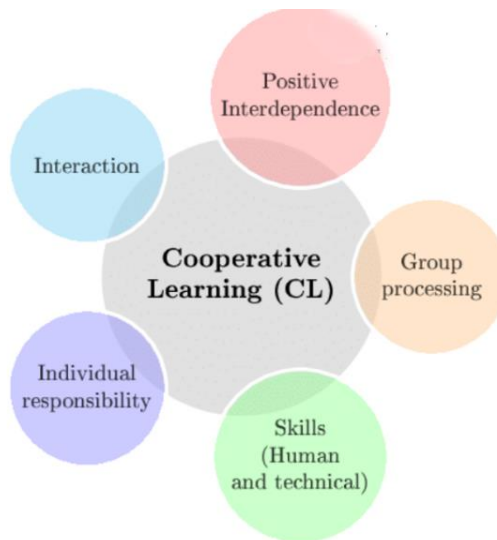 Positive
Interdependence
Interaction
Cooperative
Learning (CL)
Group
processing
Individual
responsibility
Skills
(Human
and technical)